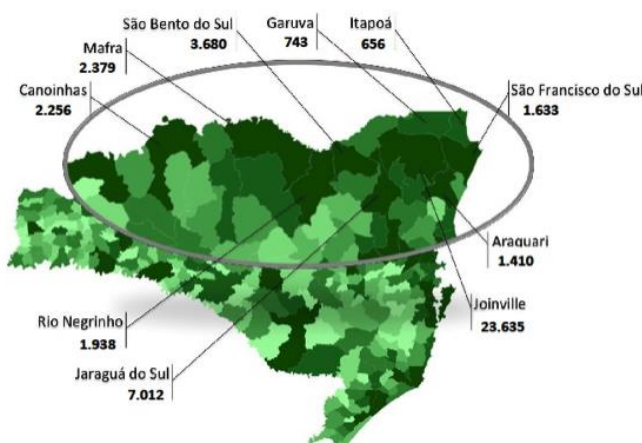 São Bento do Sul
3.680
Garuva
743
Itapoá
656
Mafra
2.379
Canoinhas
2.256
São Francisco do Sul
1.633
Araquari
1.410
Joinville
23.635
Rio Negrinho
1.938
Jaraguá do Sul
7.012